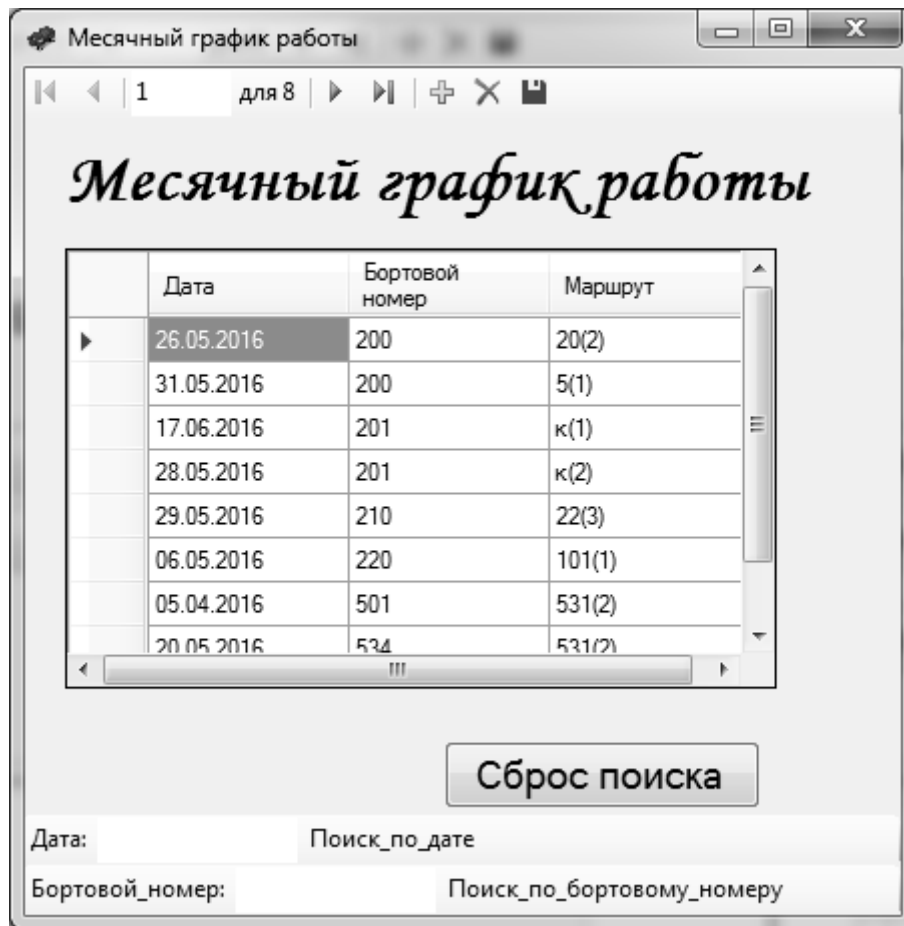 Месячный график работы
1 для 8
Месячный график работы
Дата Бортовой номер Маршрут
26.05.2016 200 20(2)
31.05.2016 200 5(1)
17.06.2016 201 к(1)
28.05.2016 201 к(2)
29.05.2016 210 22(3)
06.05.2016 220 101(1)
05.04.2016 501 531(2)
20.05.2016 534 531(2)
Сброс поиска
Дата: Поиск_по_дате
Бортовой_номер: Поиск_по_бортовому_номеру